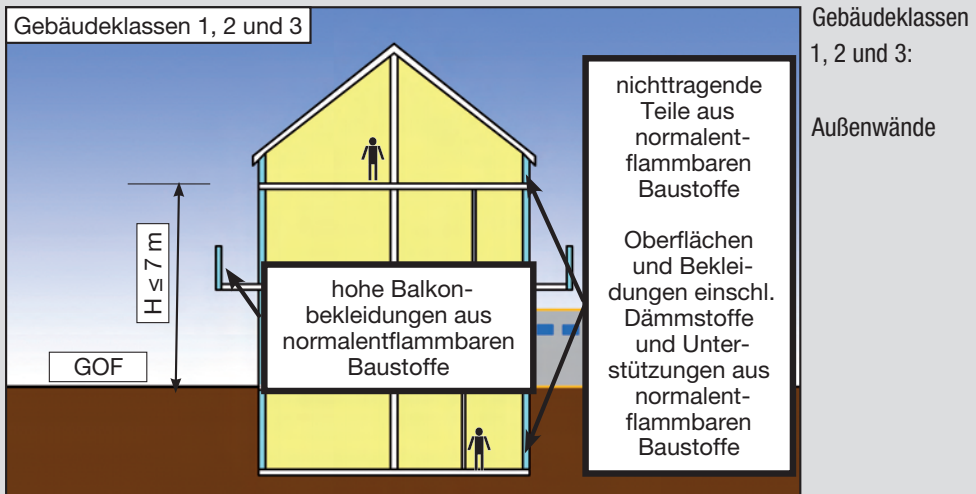 Gebäudeklassen 1, 2 und 3
nichttragende
Teile aus
normalent-
flammbaren
Baustoffe
Oberflächen
und Beklei-
dungen einschl.
Dämmstoffe
und Unter-
stützungen aus
normalent-
flammbaren
Baustoffe
H ≤ 7 m
hohe Balkon-
bekleidungen aus
normalentflammbaren
Baustoffe
GOF
Gebäudeklassen
1, 2 und 3:
Außenwände